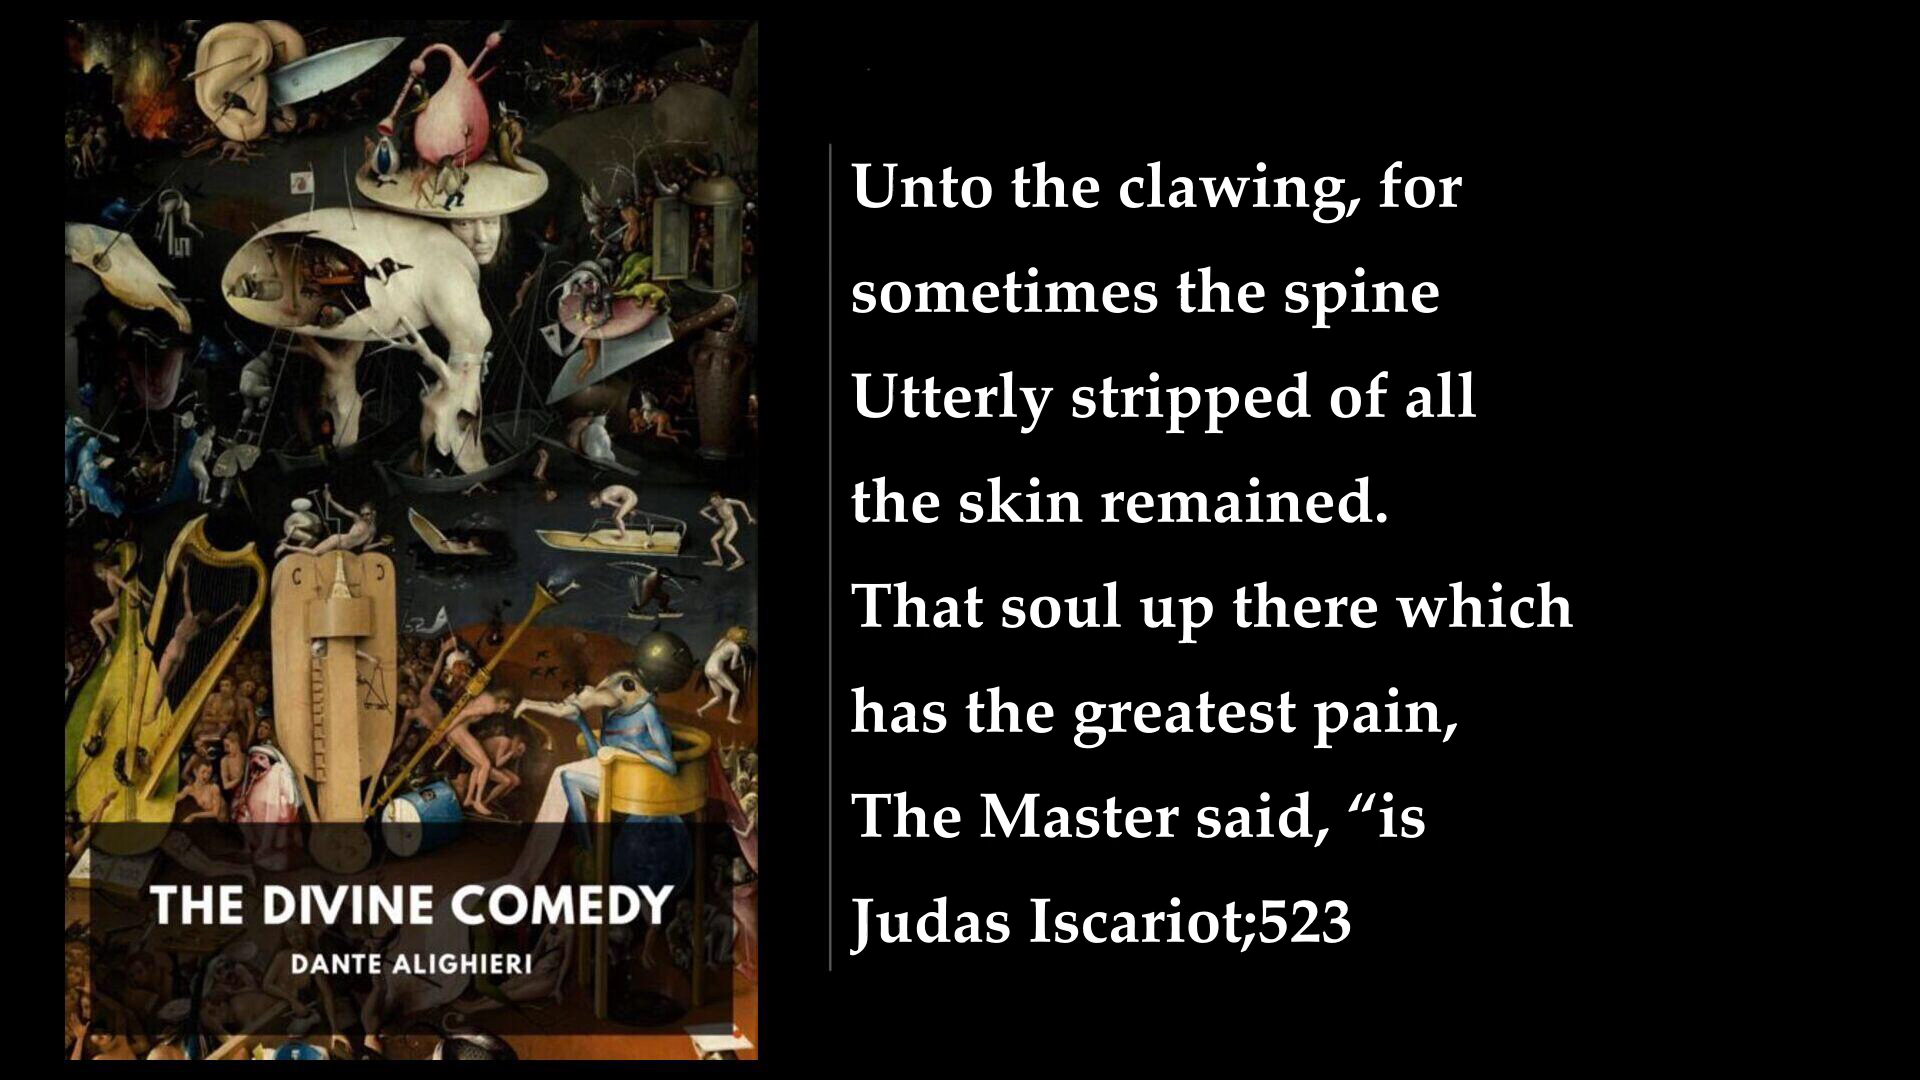 THE DIVINE COMEDY
DANTE ALIGHIERI
Unto the clawing, for
sometimes the spine
Utterly stripped of all
the skin remained.
That soul up there which
has the greatest pain,
The Master said, “is
Judas Iscariot;523